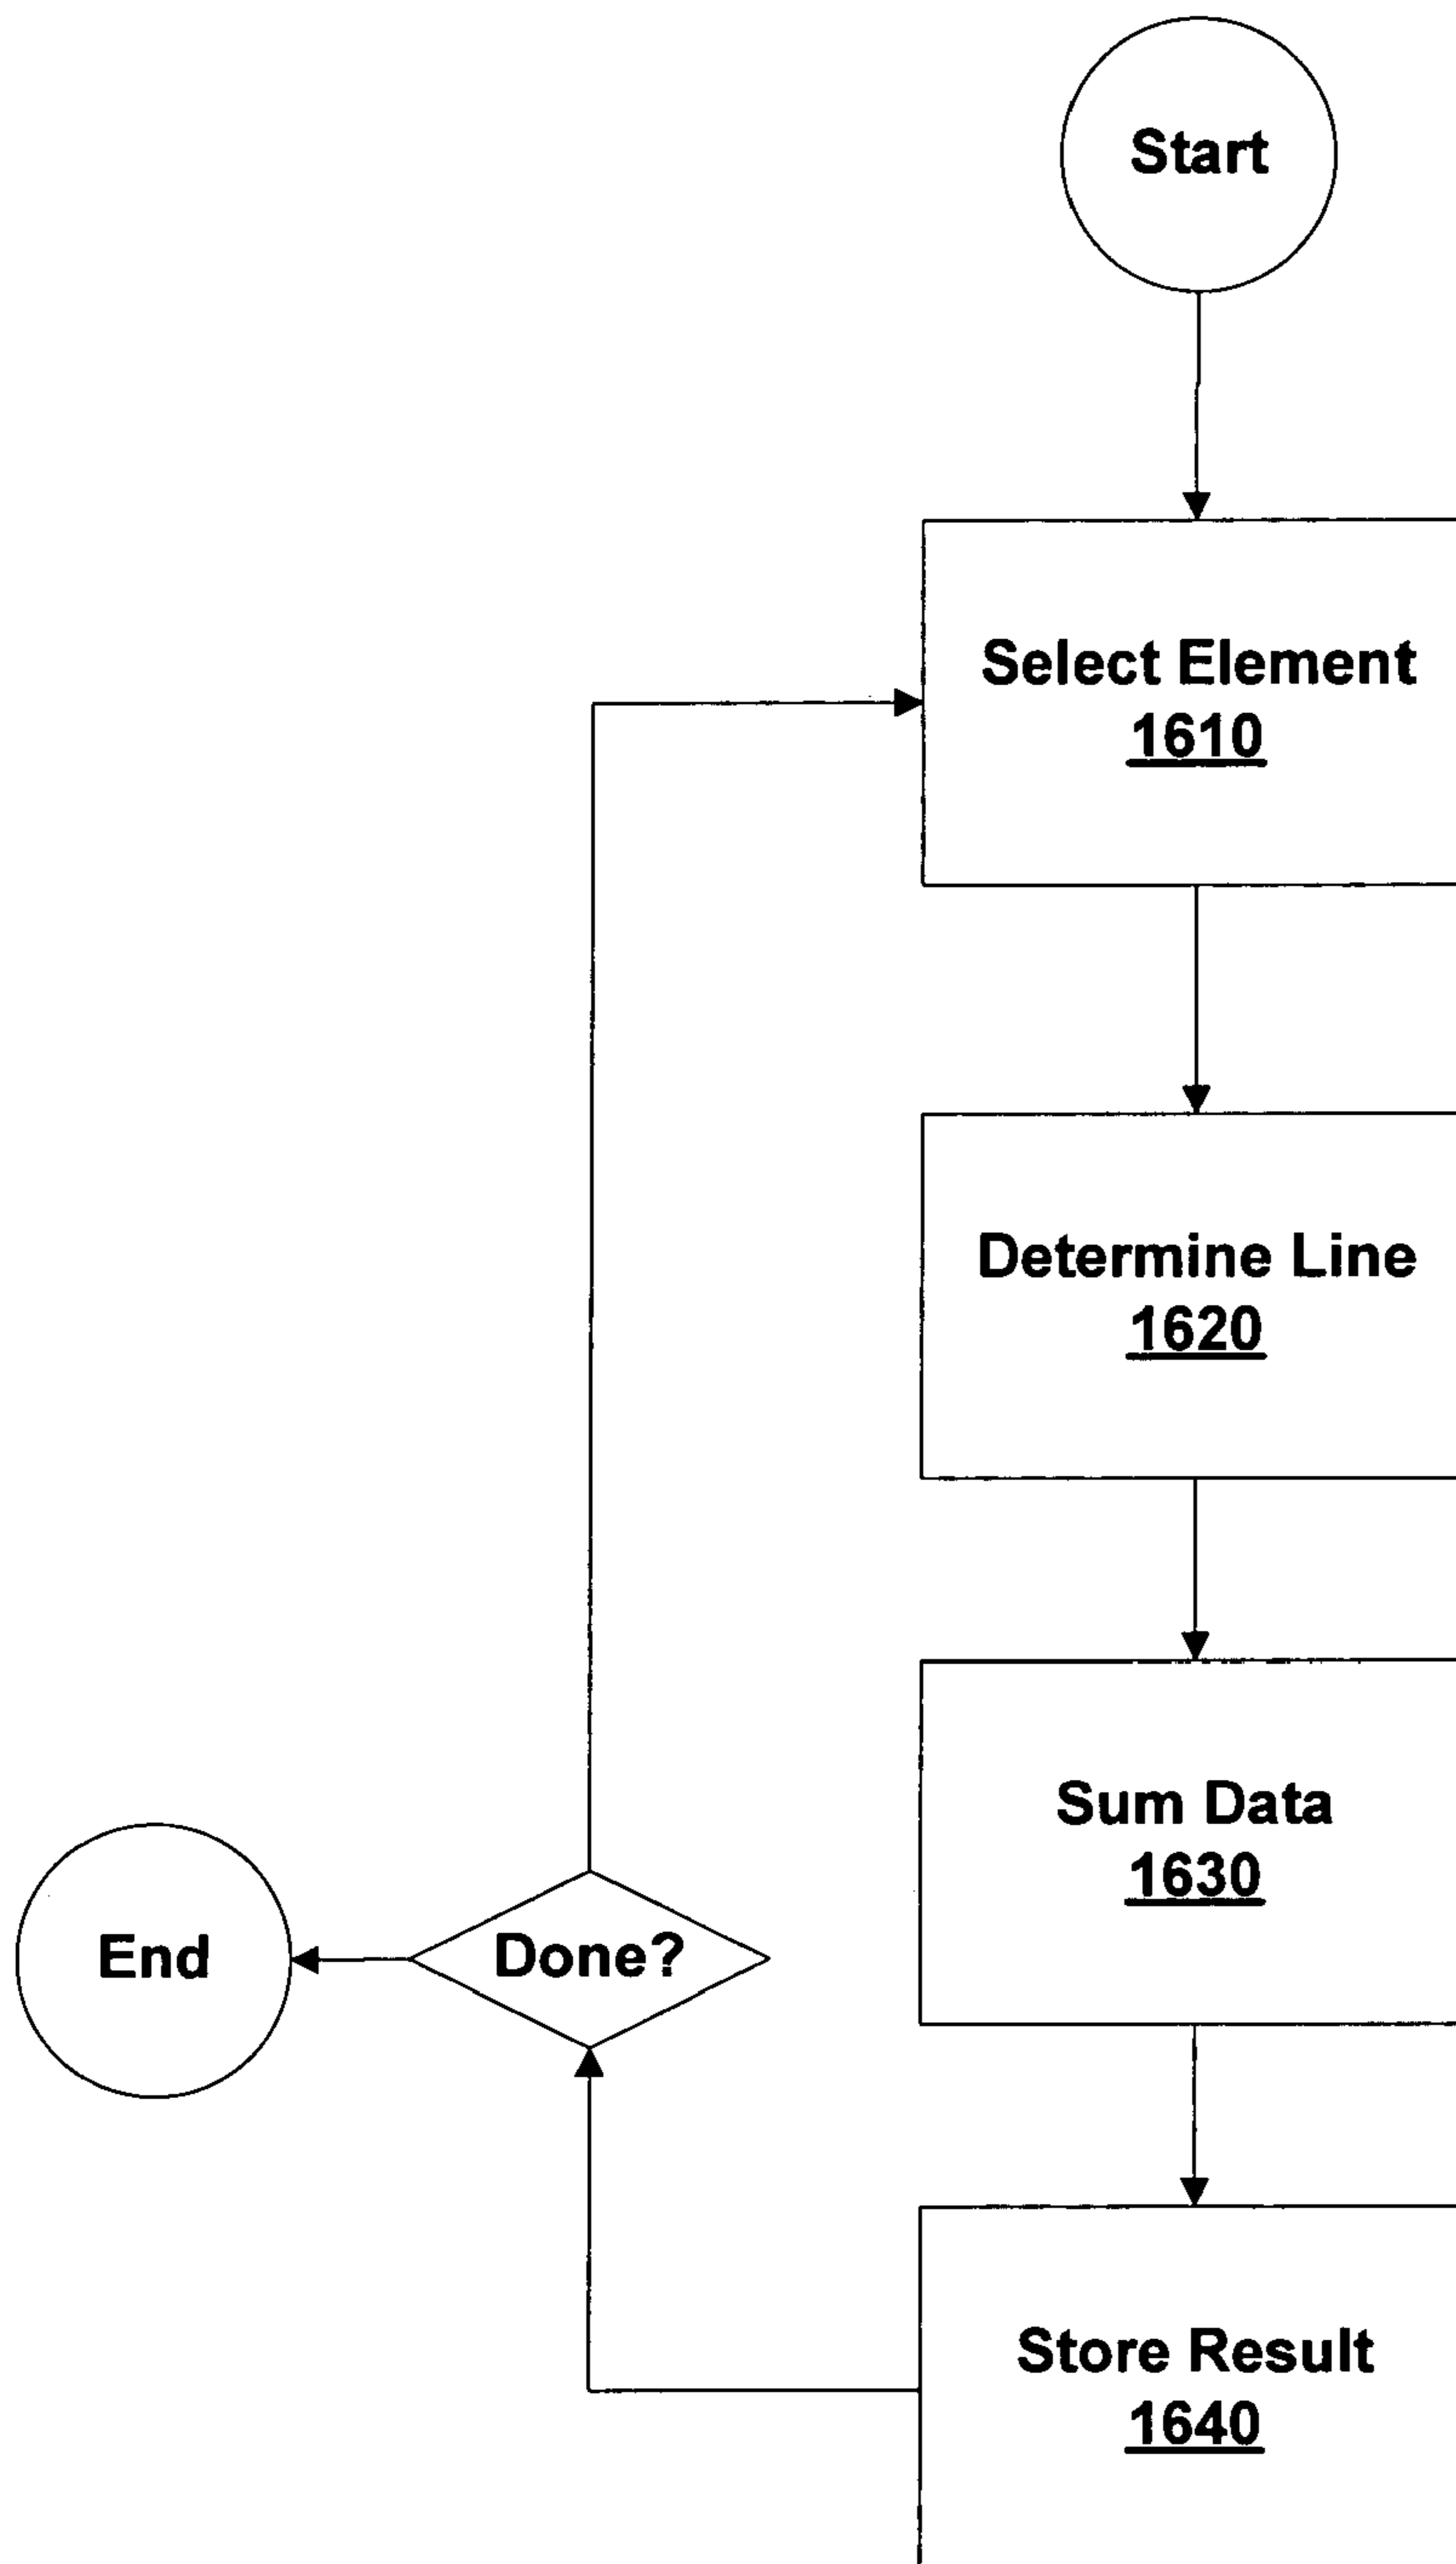 Start
Select Element
1610
Determine Line
1620
Sum Data
1630
End
Done?
Store Result
1640